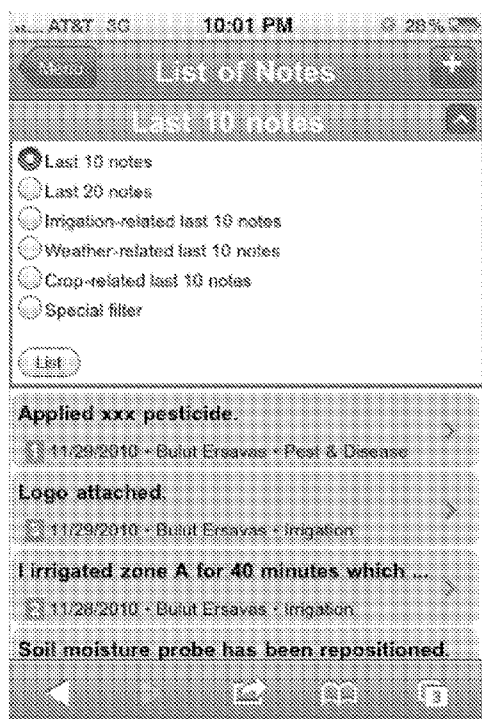 AT&T 3G 10:01 PM 28%
Menu List of Notes +
Last 10 notes
Last 10 notes
Last 20 notes
Irrigation-related last 10 notes
Weather-related last 10 notes
Crop-related last 10 notes
Special filter
List
Applied xxx pesticide.
11/29/2010 • Bulut Ersavas • Pest & Disease
Logo attached.
11/29/2010 • Bulut Ersavas • Irrigation
I irrigated zone A for 40 minutes which ...
11/28/2010 • Bulut Ersavas • Irrigation
Soil moisture probe has been repositioned.
3